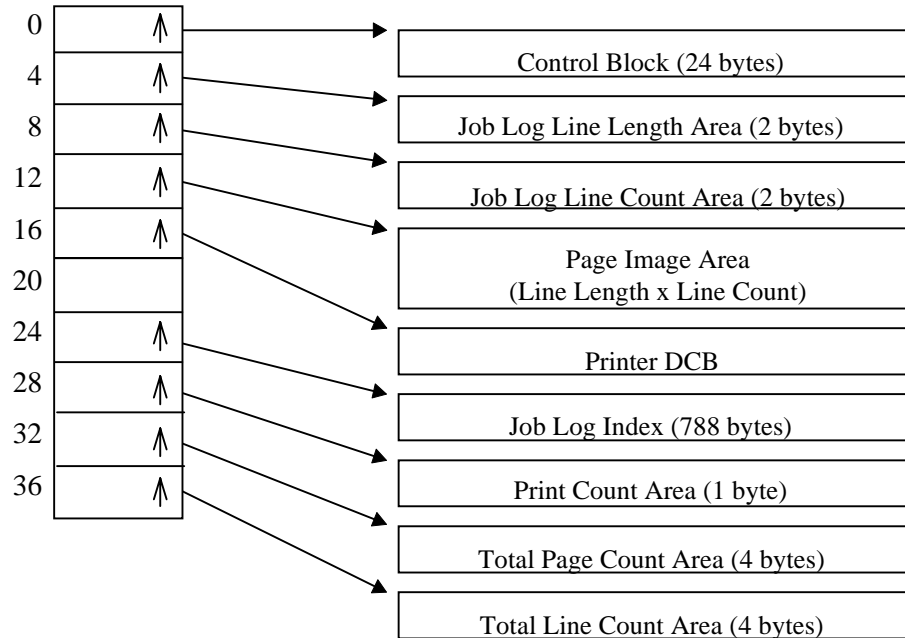 0
Control Block (24 bytes)
4
Job Log Line Length Area (2 bytes)
8
Job Log Line Count Area (2 bytes)
12
Page Image Area
(Line Length x Line Count)
16
Printer DCB
20
24
Job Log Index (788 bytes)
28
Print Count Area (1 byte)
32
Total Page Count Area (4 bytes)
36
Total Line Count Area (4 bytes)